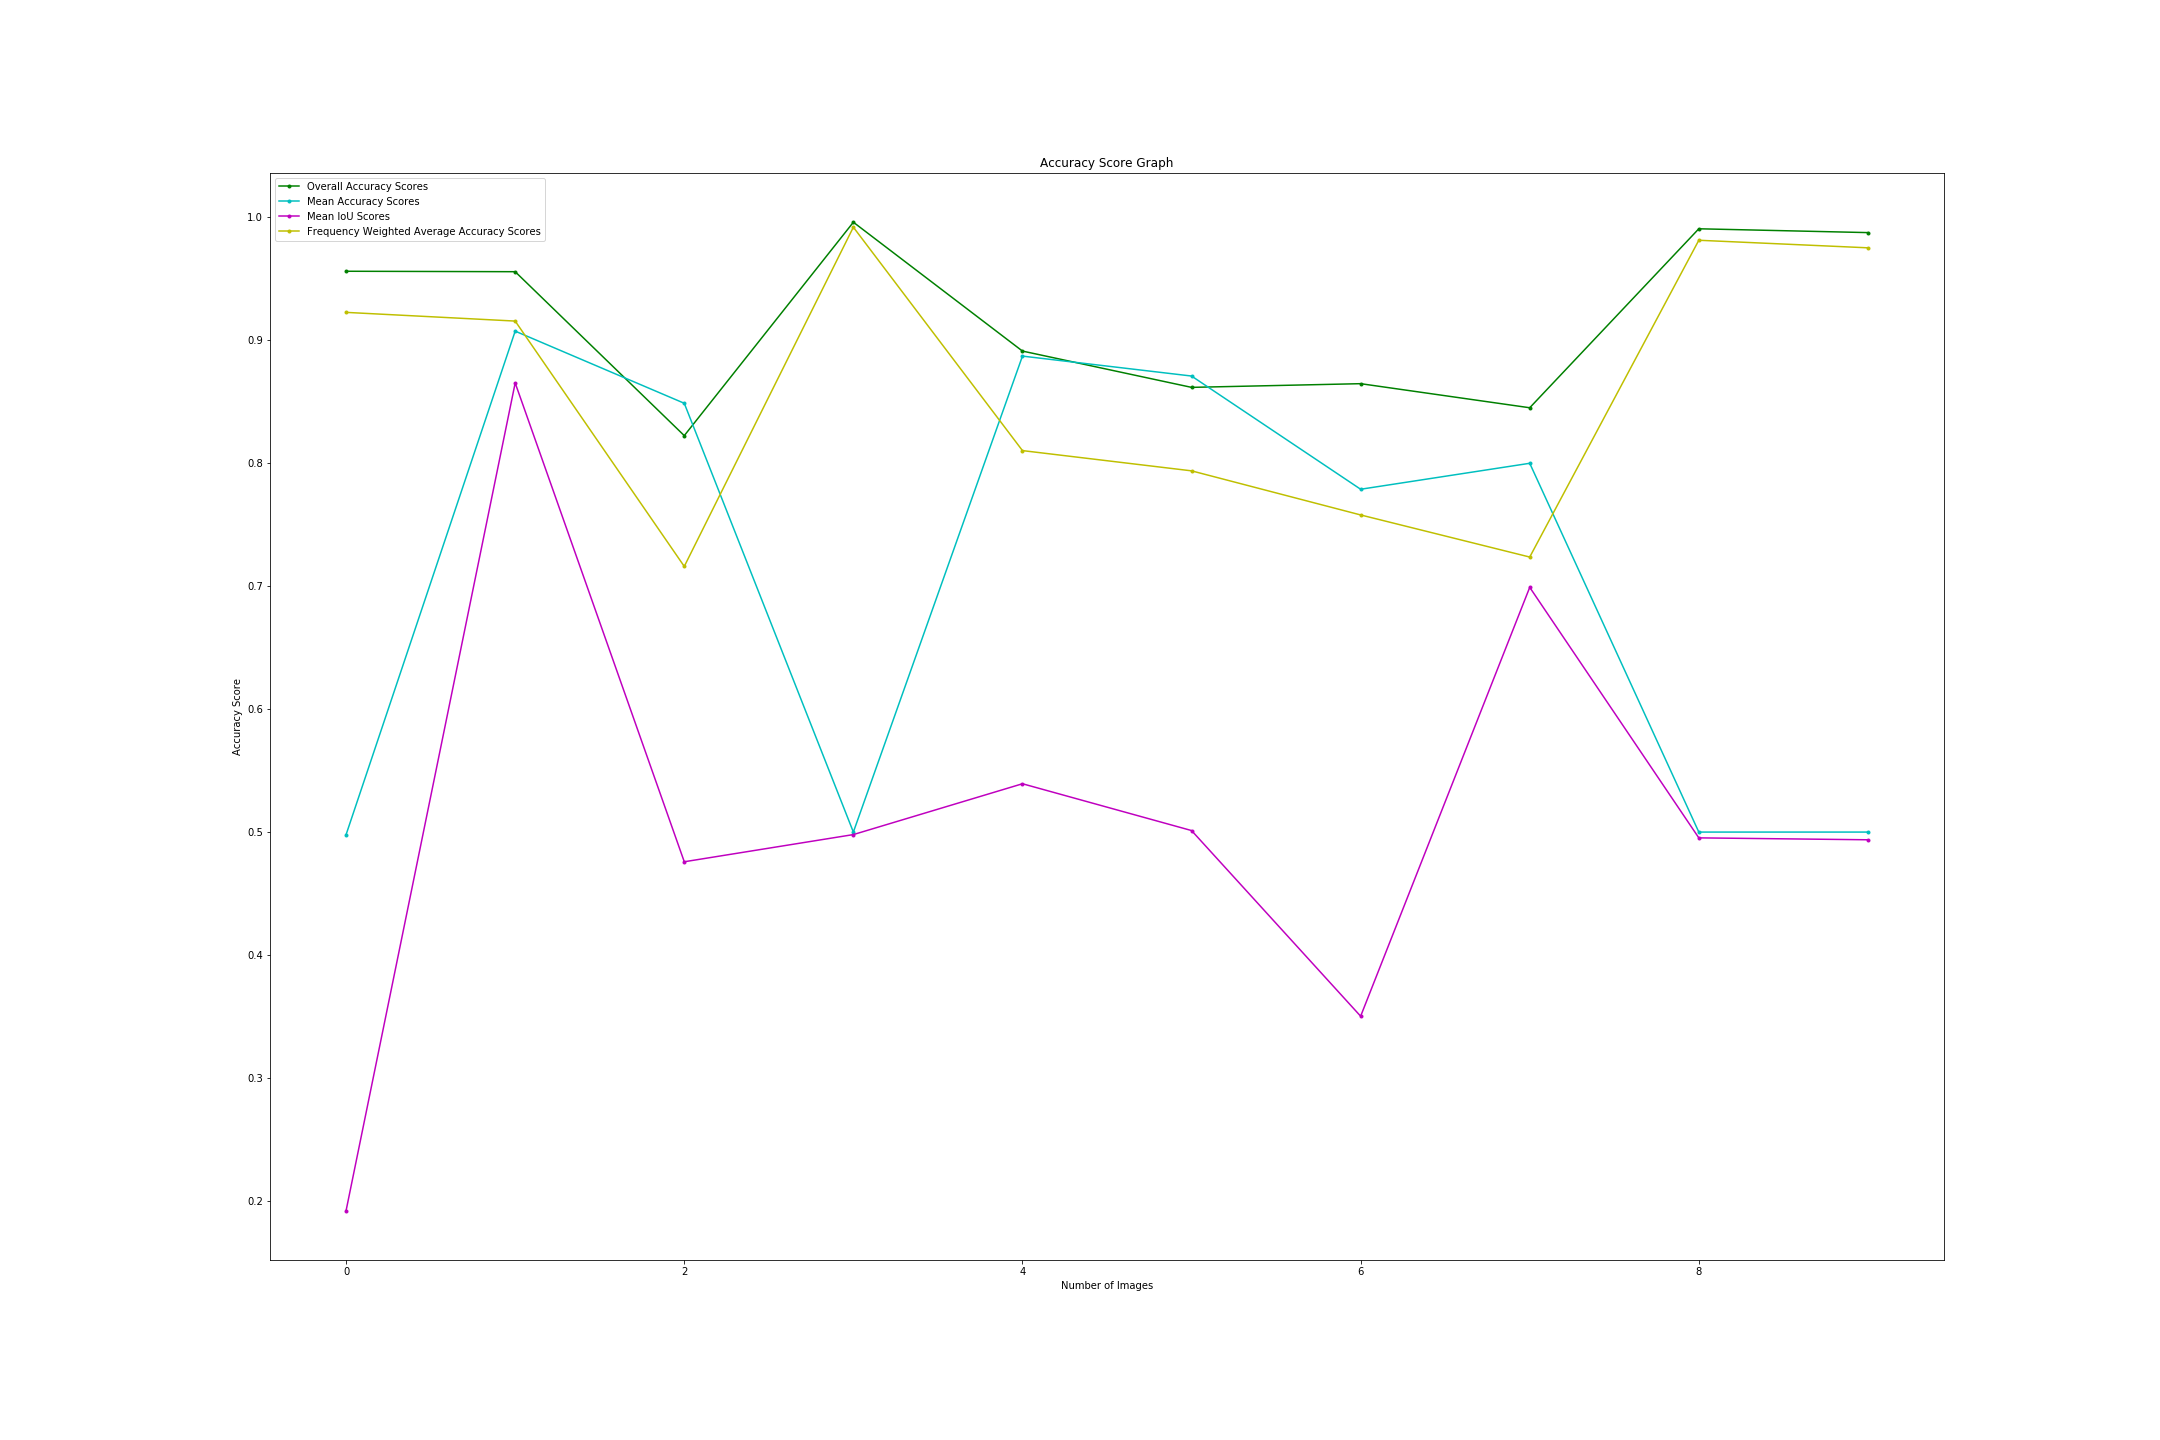 Accuracy Score Graph
Overall Accuracy Scores
Mean Accuracy Scores
Mean IoU Scores
Frequency Weighted Average Accuracy Scores
1.0
0.9
0.8
0.7
0.6
0.5
0.4
0.3
0.2
Accuracy Score
0 2 4 6 8
Number of Images